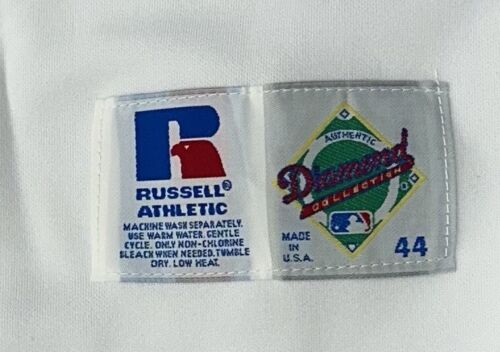 R
RUSSELL®
ATHLETIC
MACHINE WASH SEPARATELY.
USE WARM WATER. GENTLE
CYCLE. ONLY NON-CHLORINE
BLEACH WHEN NEEDED. TUMBLE
DRY. LOW HEAT.
AUTHENTIC
Diamond
COLLECTION
MADE
IN
U.S.A.
44